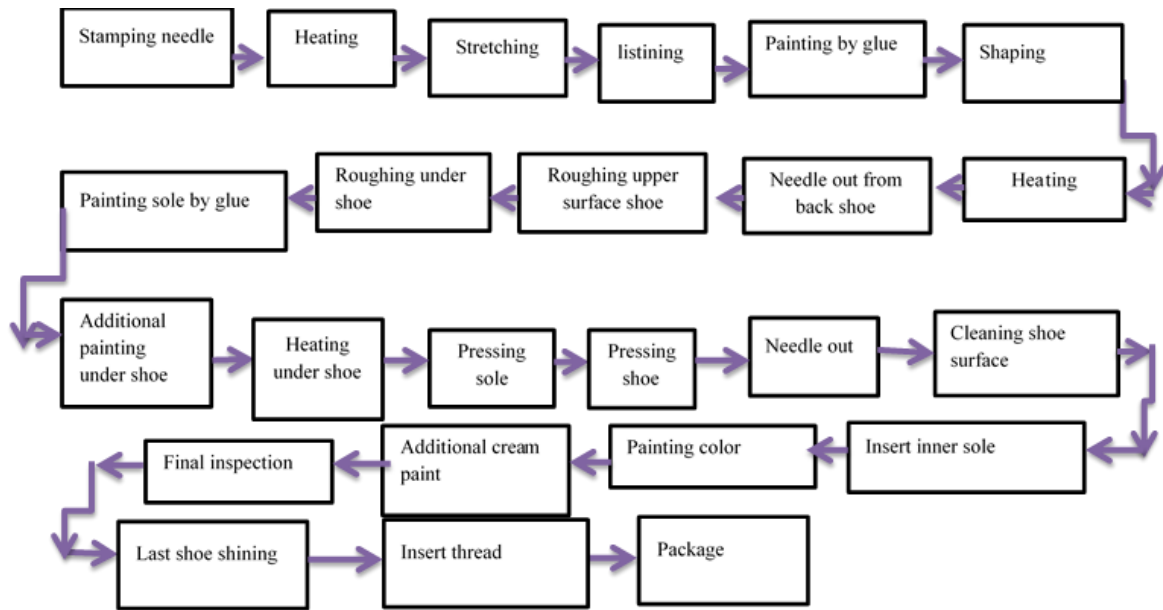 Stamping needle
Heating
Stretching
listining
Painting by glue
Shaping
Heating
Needle out from
back shoe
Roughing upper
surface shoe
Roughing under
shoe
Painting sole by glue
Additional
painting
under shoe
Heating
under shoe
Pressing
sole
Pressing
shoe
Needle out
Cleaning shoe
surface
Insert inner sole
Painting color
Additional cream
paint
Final inspection
Last shoe shining
Insert thread
Package